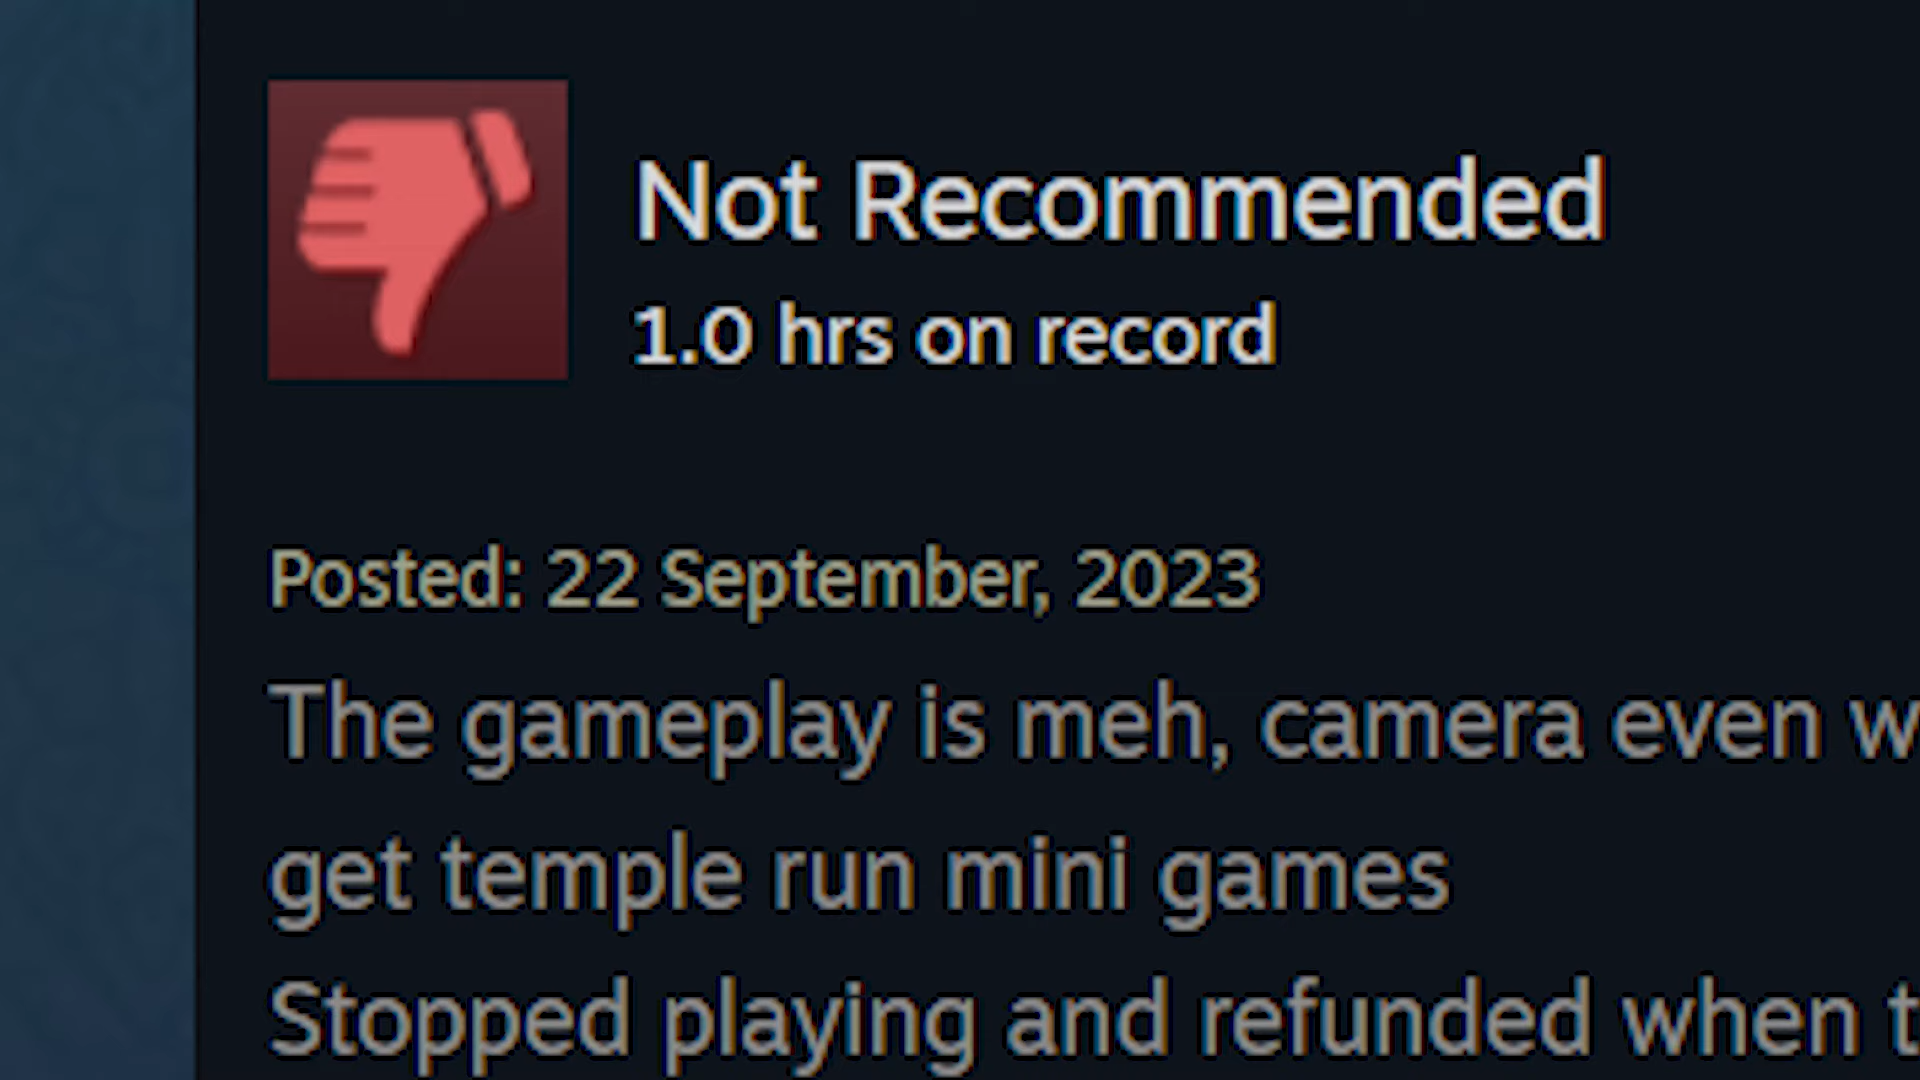 Not Recommended
1.0 hrs on record
Posted: 22 September, 2023
The gameplay is meh, camera even
get temple run mini games
Stopped playing and refunded when